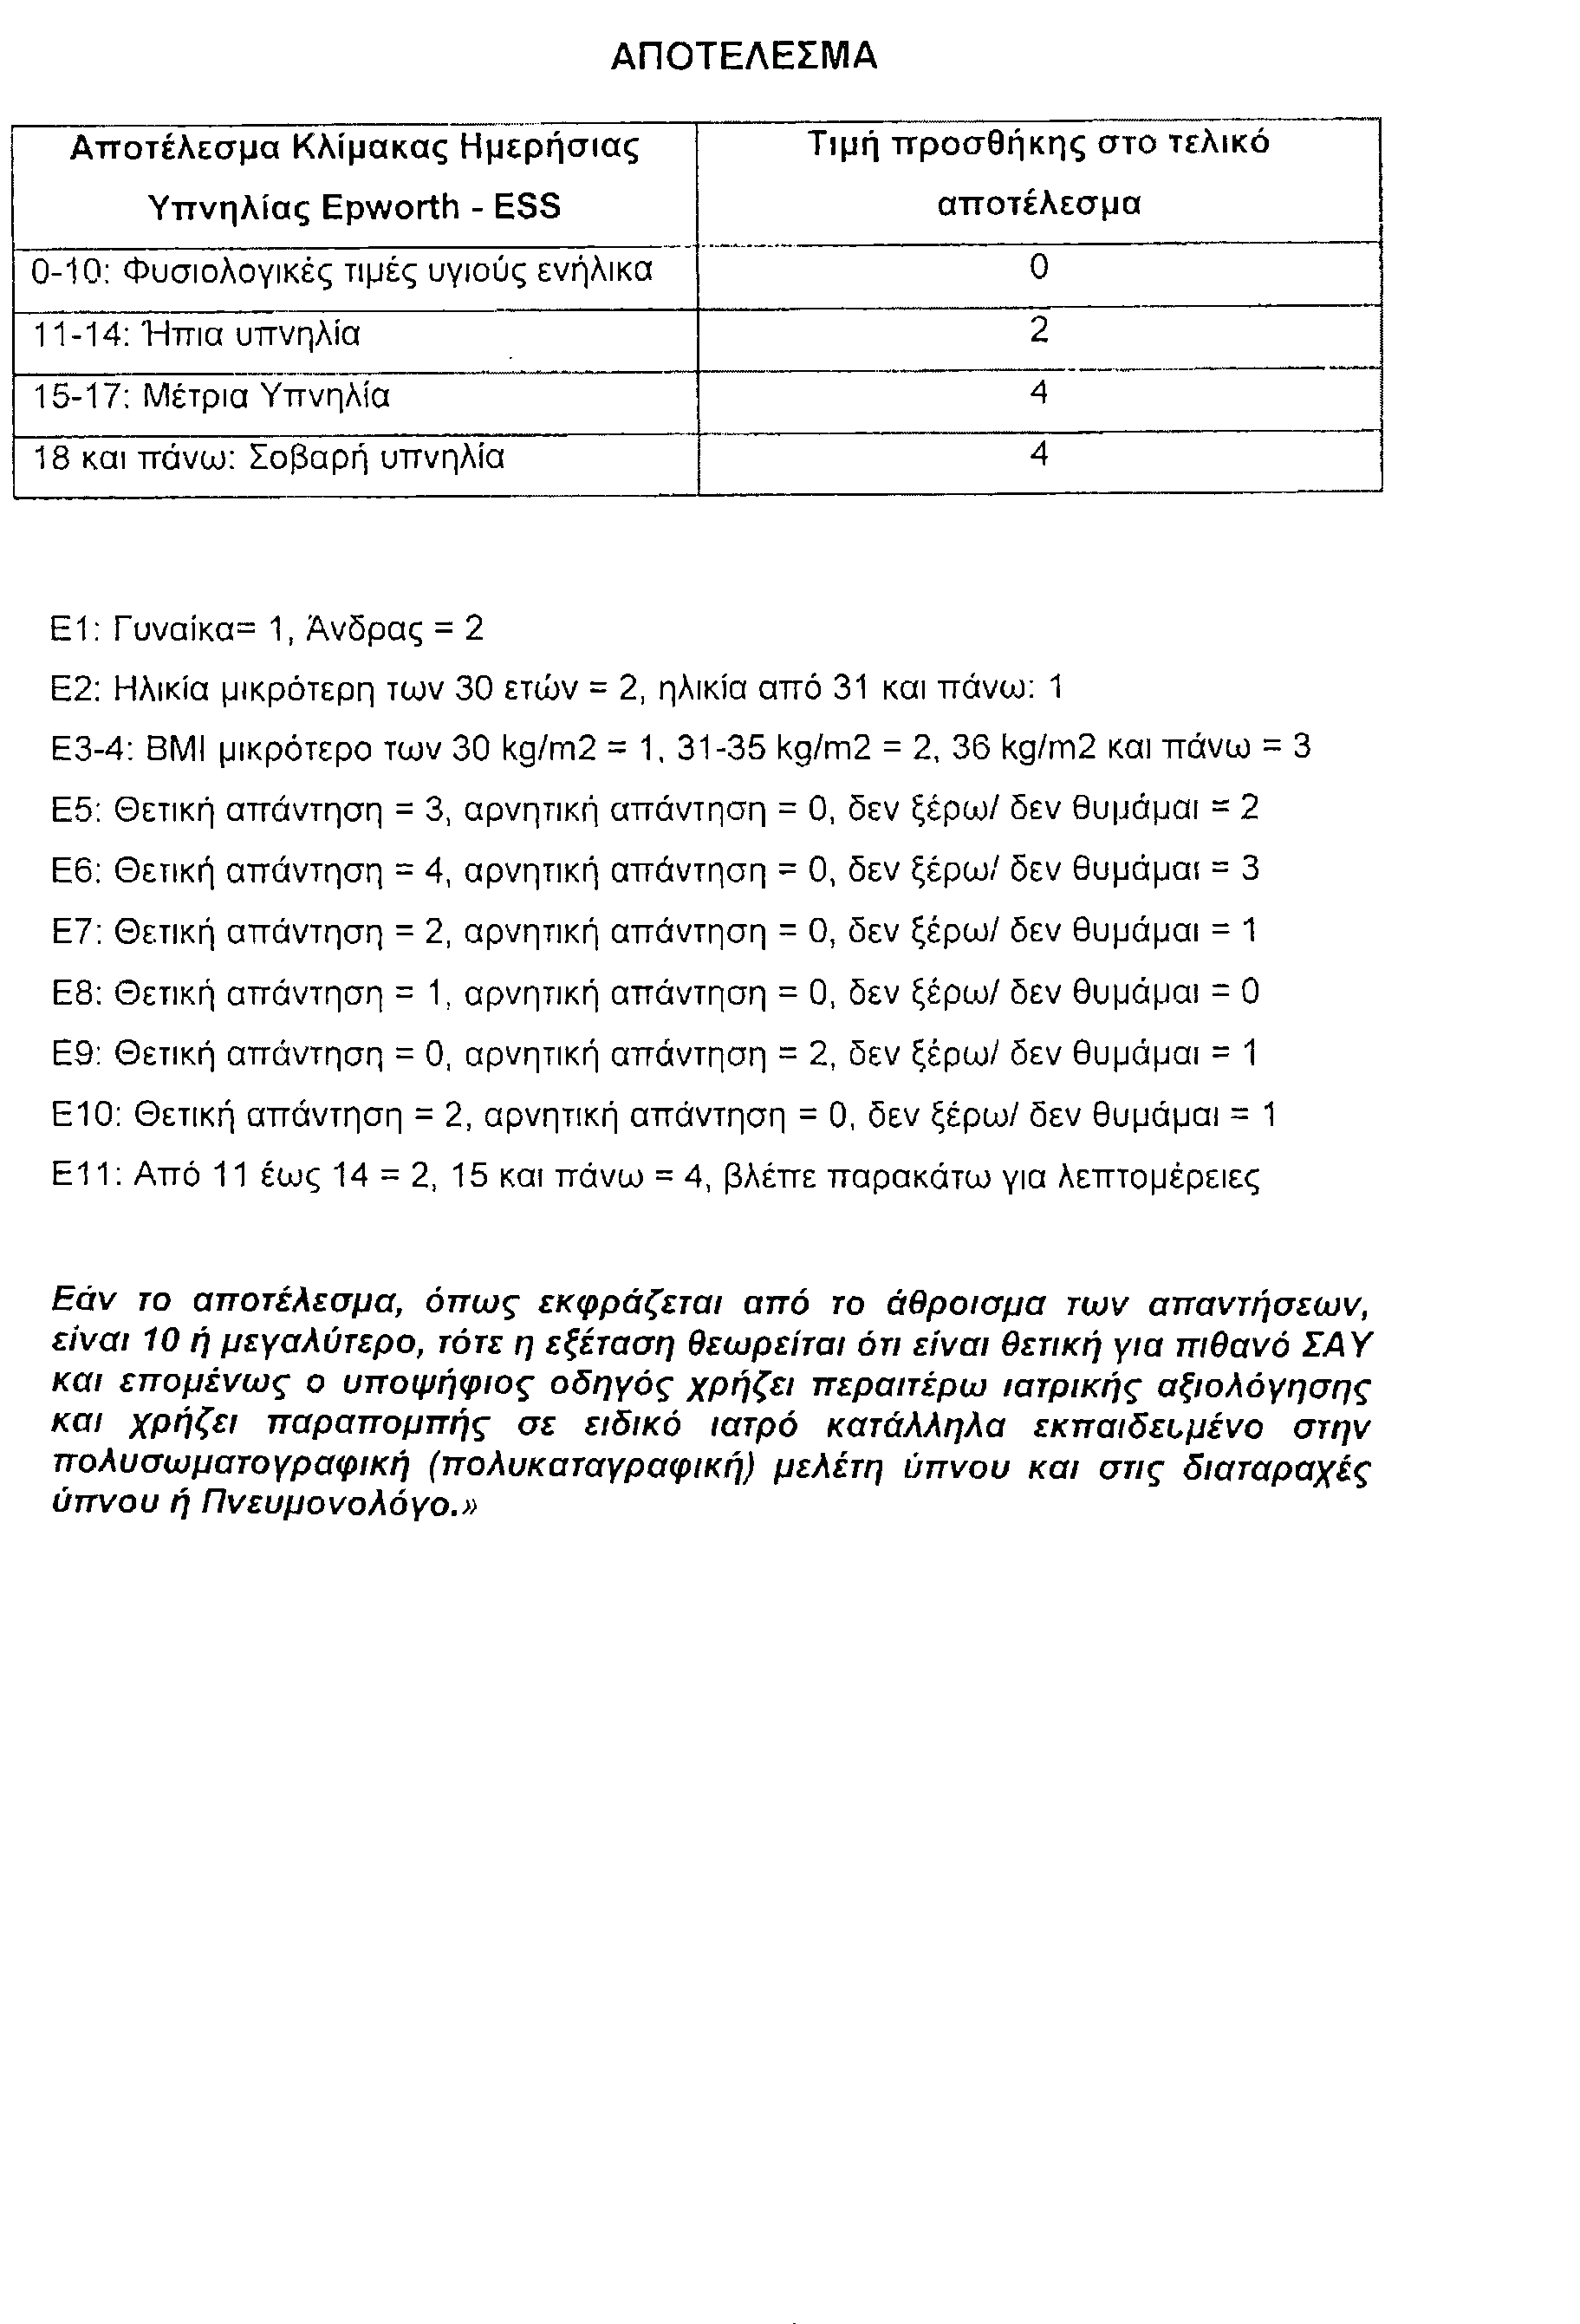 ΑΠΟΤΕΛΕΣΜΑ
Αποτέλεσμα Κλίμακας Ημερήσιας
Υπνηλίας Epworth - ESS
Τιμή προσθήκης στο τελικό
αποτέλεσμα
0-10: Φυσιολογικές τιμές υγιούς ενήλικα
0
11-14: Ήπια υπνηλία
2
15-17: Μέτρια Υπνηλία
4
18 και πάνω: Σοβαρή υπνηλία
4
Ε1: Γυναίκα= 1, Άνδρας = 2
Ε2: Ηλικία μικρότερη των 30 ετών = 2, ηλικία από 31 και πάνω: 1
Ε3-4: BMI μικρότερο των 30 kg/m2 = 1, 31-35 kg/m2 = 2, 36 kg/m2 και πάνω = 3
Ε5: Θετική απάντηση = 3, αρνητική απάντηση = 0, δεν ξέρω/ δεν θυμάμαι = 2
Ε6: Θετική απάντηση = 4, αρνητική απάντηση = 0, δεν ξέρω/ δεν θυμάμαι = 3
Ε7: Θετική απάντηση = 2, αρνητική απάντηση = 0, δεν ξέρω/ δεν θυμάμαι = 1
Ε8: Θετική απάντηση = 1, αρνητική απάντηση = 0, δεν ξέρω/ δεν θυμάμαι = 0
Ε9: Θετική απάντηση = 0, αρνητική απάντηση = 2, δεν ξέρω/ δεν θυμάμαι = 1
Ε10: Θετική απάντηση = 2, αρνητική απάντηση = 0, δεν ξέρω/ δεν θυμάμαι = 1
Ε11: Από 11 έως 14 = 2, 15 και πάνω = 4, βλέπε παρακάτω για λεπτομέρειες
Εάν το αποτέλεσμα, όπως εκφράζεται από το άθροισμα των απαντήσεων,
είναι 10 ή μεγαλύτερο, τότε η εξέταση θεωρείται ότι είναι θετική για πιθανό ΣΑΥ
και επομένως ο υποψήφιος οδηγός χρήζει περαιτέρω ιατρικής αξιολόγησης
και χρήζει παραπομπής σε ειδικό ιατρό κατάλληλα εκπαιδευμένο στην
πολυσωματογραφική (πολυκαταγραφική) μελέτη ύπνου και στις διαταραχές
ύπνου ή Πνευμονολόγο.»